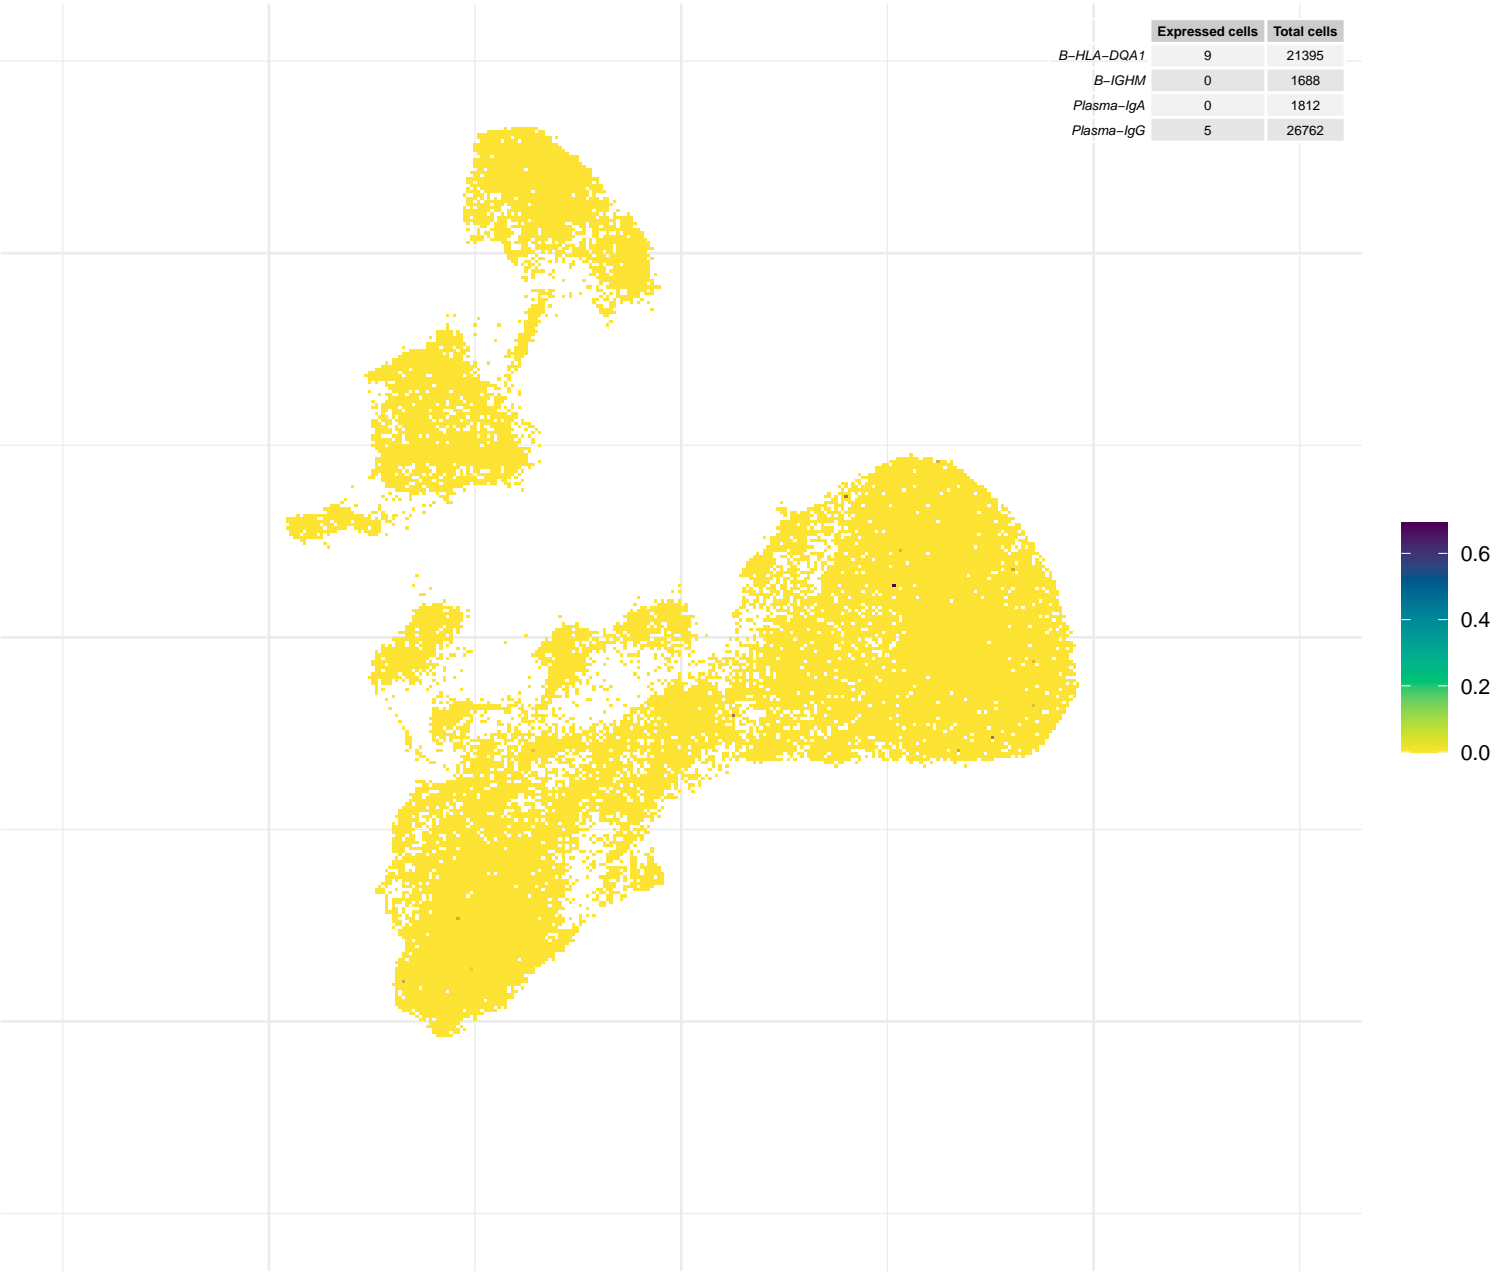 Expressed cells Total cells
B-HLA-DQA1 9 21395
B-IGHM 0 1688
Plasma-IgA 0 1812
Plasma-IgG 5 26762
0.6
0.4
0.2
0.0